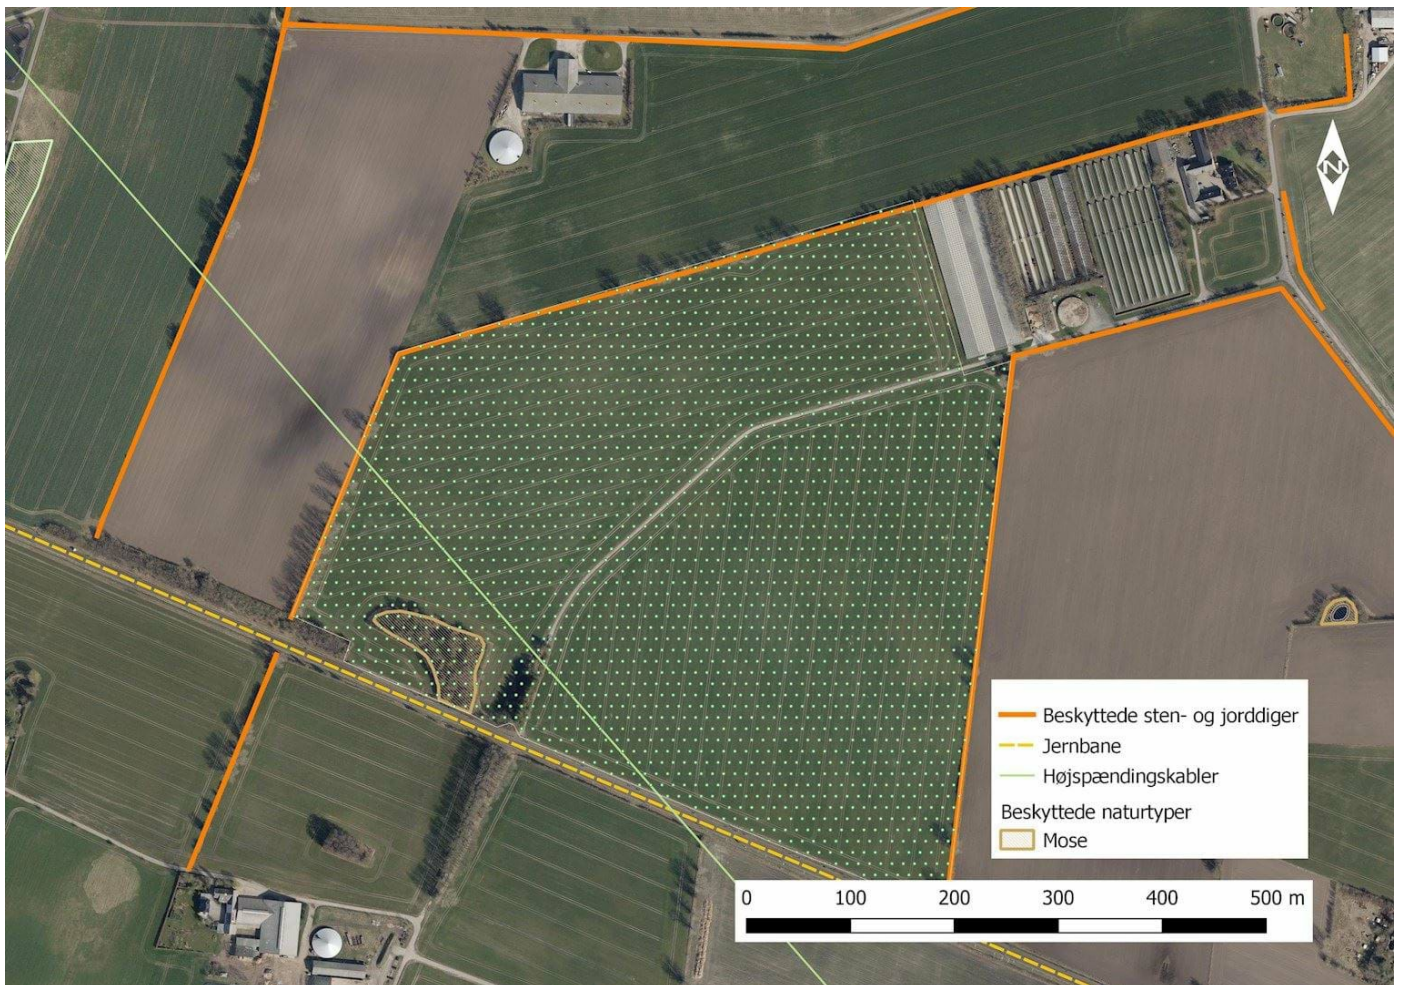 N
Beskyttede sten- og jorddiger
Jernbane
Højspændingskabler
Beskyttede naturtyper
Mose
0 100 200 300 400 500 m